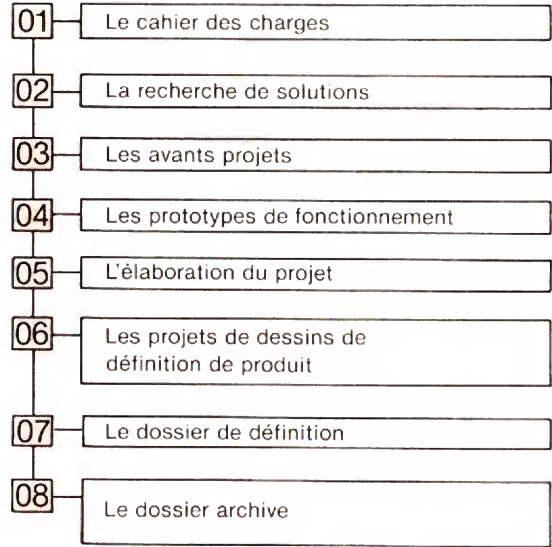 01 Le cahier des charges
02 La recherche de solutions
03 Les avants projets
04 Les prototypes de fonctionnement
05 L'élaboration du projet
06 Les projets de dessins de
définition de produit
07 Le dossier de définition
08 Le dossier archive